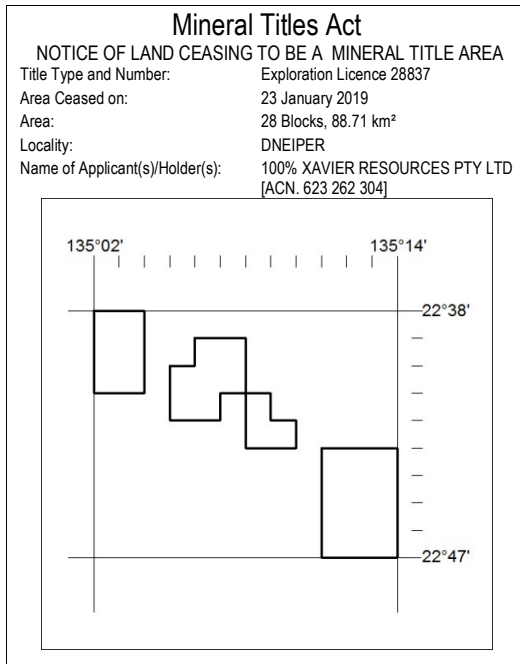 Mineral Titles Act
NOTICE OF LAND CEASING TO BE A MINERAL TITLE AREA
Title Type and Number: Exploration Licence 28837
Area Ceased on: 23 January 2019
Area: 28 Blocks, 88.71 km²
Locality: DNEIPER
Name of Applicant(s)/Holder(s): 100% XAVIER RESOURCES PTY LTD
[ACN. 623 262 304]
135°02' 135°14'
22°38'
22°47'